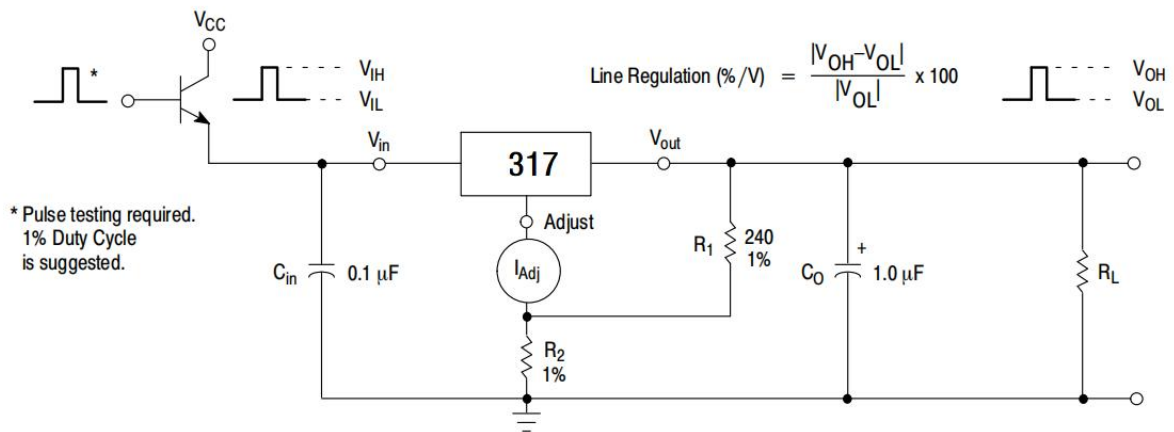 VCC
*
VIH
VIL
Line Regulation (%/V) = |VOH–VOL| / |VOL| x 100
VOH
VOL
Vin
Vout
317
* Pulse testing required.
1% Duty Cycle
is suggested.
Adjust
IAdj
Cin
0.1 µF
R1
240
1%
+
CO
1.0 µF
RL
R2
1%